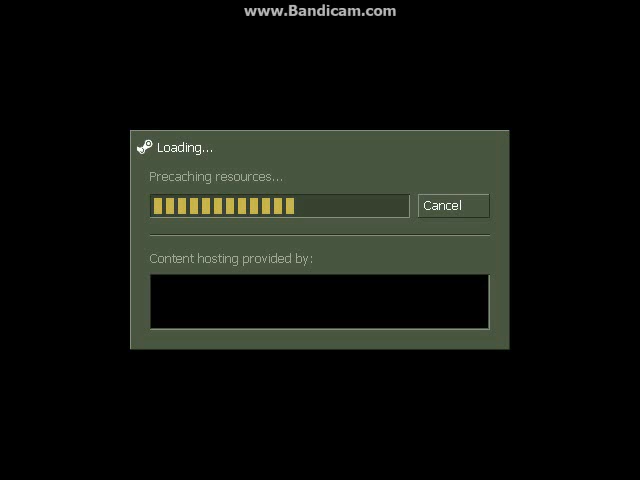 www.Bandicam.com
Loading...
Precaching resources...
Cancel
Content hosting provided by: